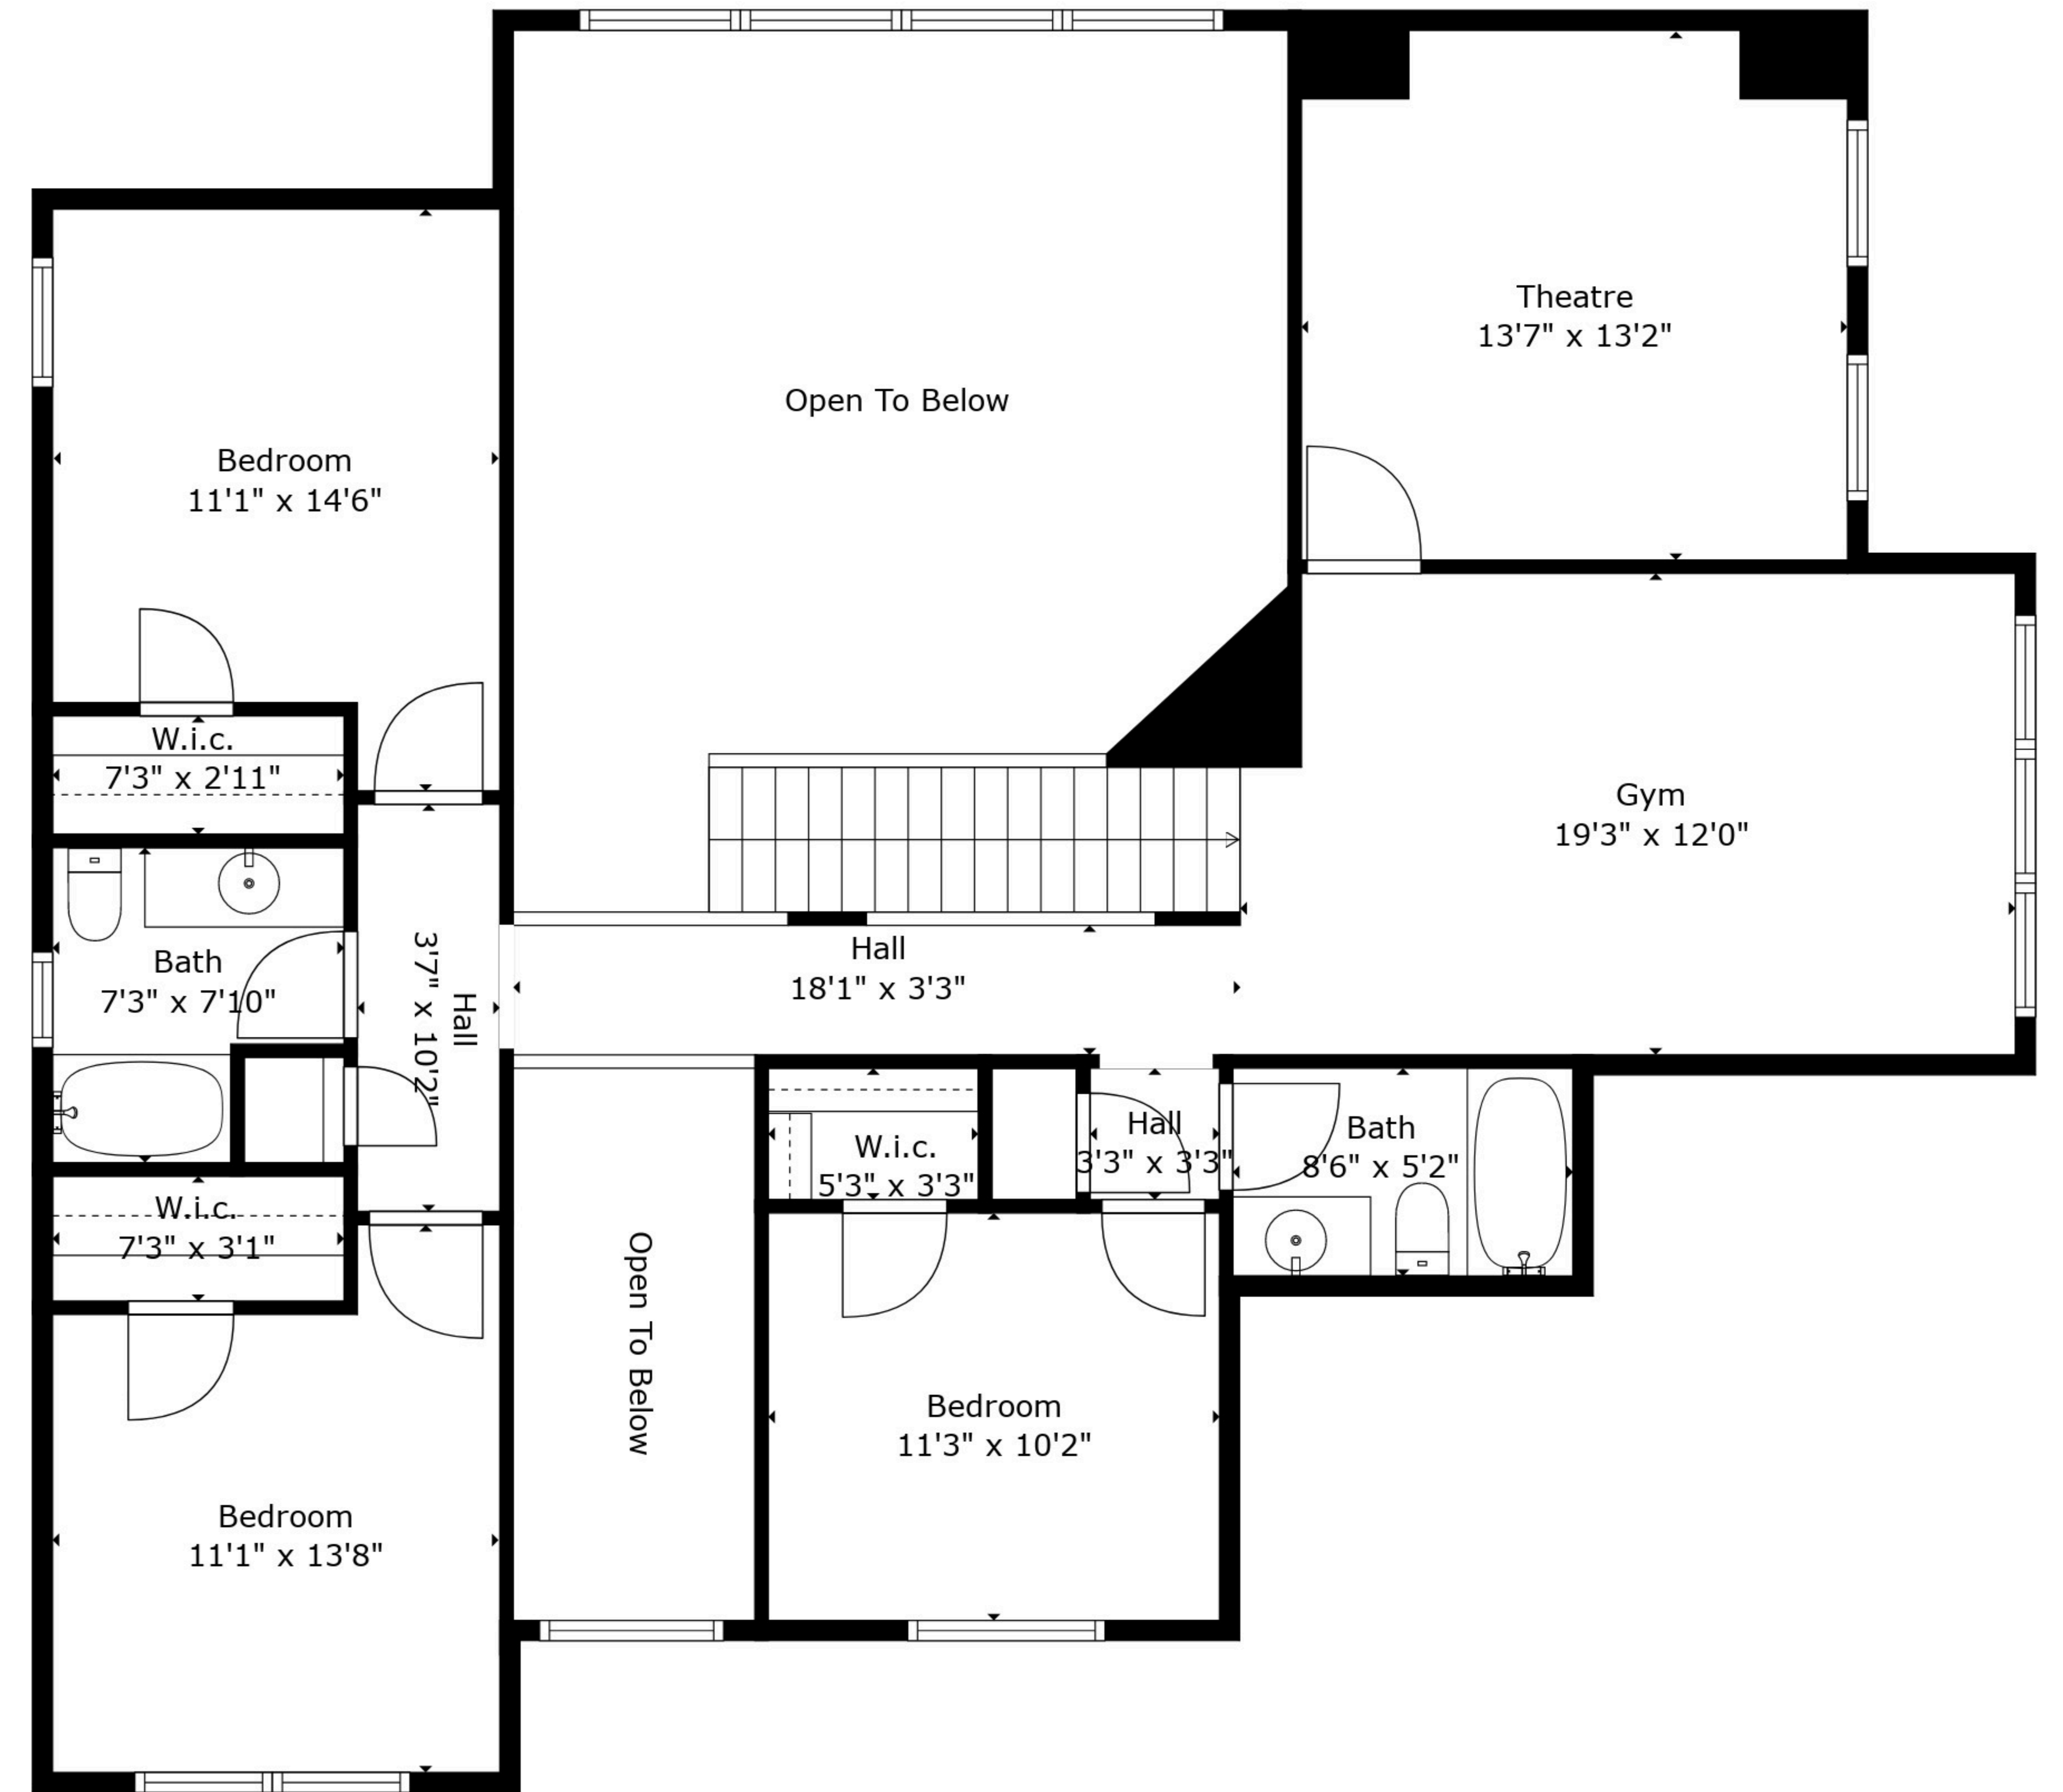 Theatre
13'7" x 13'2"
Open To Below
Bedroom
11'1" x 14'6"
W.i.c.
7'3" x 2'11"
Gym
19'3" x 12'0"
Bath
7'3" x 7'10"
Hall
3'7" x 10'2"
Hall
18'1" x 3'3"
W.i.c.
5'3" x 3'3"
Hall
3'3" x 3'3"
Bath
8'6" x 5'2"
W.i.c.
7'3" x 3'1"
Open To Below
Bedroom
11'3" x 10'2"
Bedroom
11'1" x 13'8"